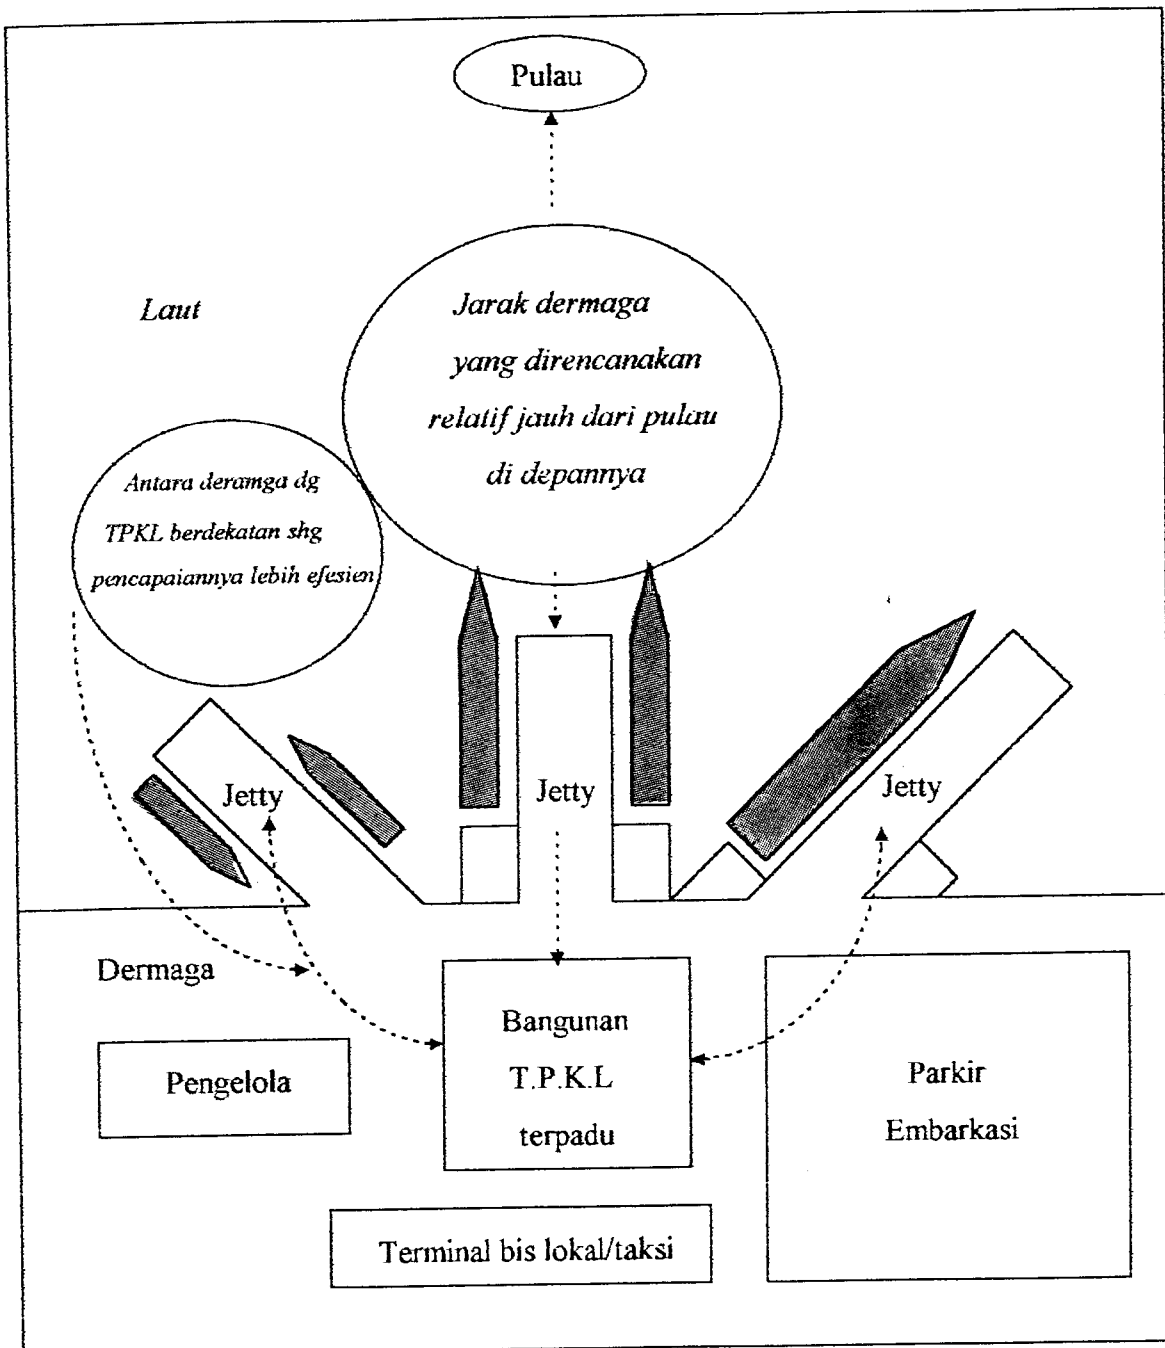 Pulau
Laut
Jarak dermaga
yang direncanakan
relatif jauh dari pulau
di depannya
Antara deramga dg
TPKL berdekatan shg
pencapaiannya lebih efesien
Jetty
Jetty
Jetty
Dermaga
Pengelola
Bangunan
T.P.K.L
terpadu
Parkir
Embarkasi
Terminal bis lokal/taksi